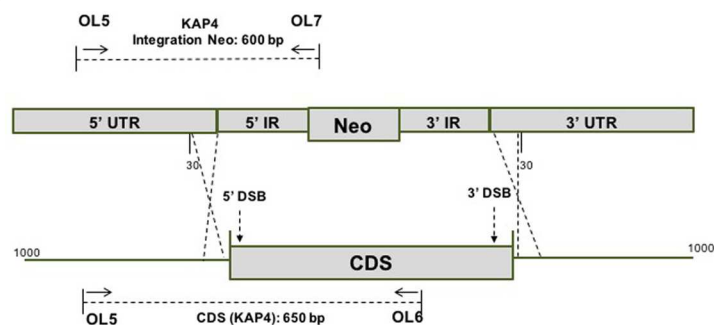 OL5 KAP4 OL7
Integration Neo: 600 bp
5’ UTR 5’ IR Neo 3’ IR 3’ UTR
30 30
5’ DSB 3’ DSB
1000 CDS 1000
OL5 CDS (KAP4): 650 bp OL6